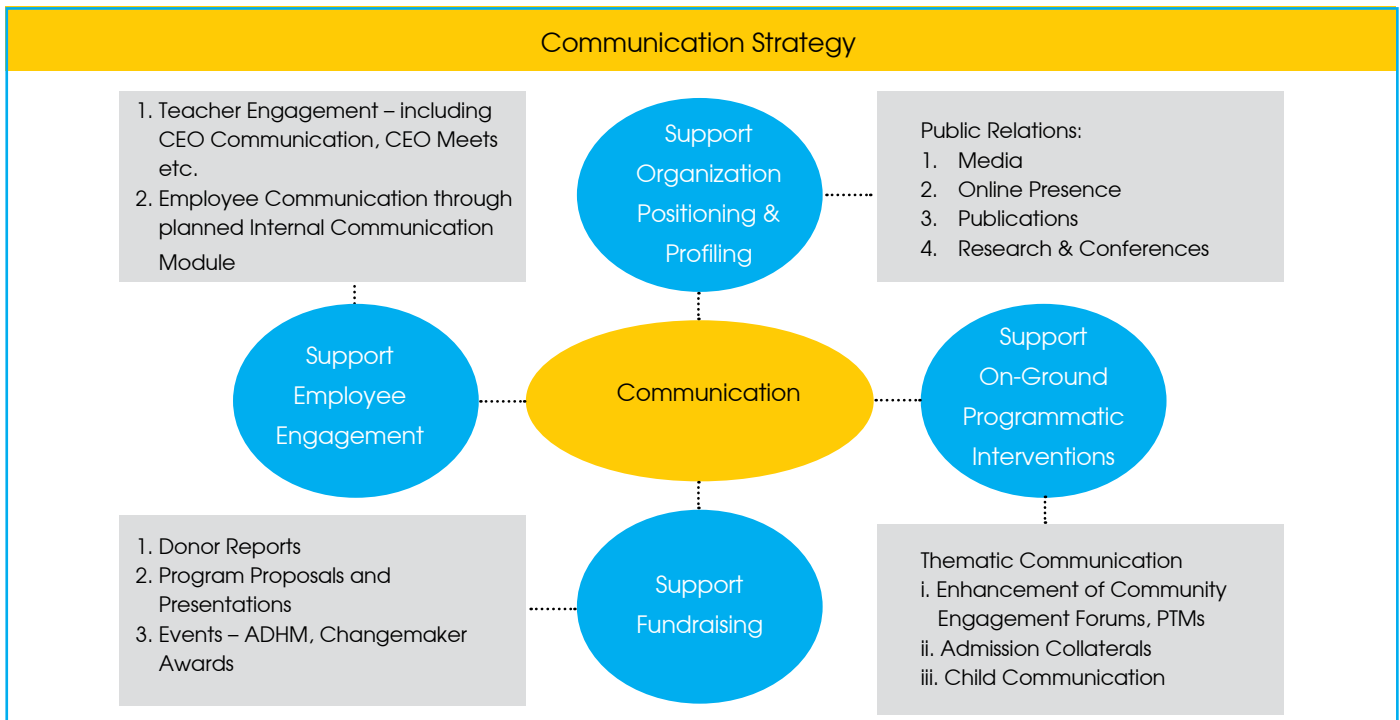 Communication Strategy
1. Teacher Engagement – including
CEO Communication, CEO Meets
etc.
2. Employee Communication through
planned Internal Communication
Module
Support
Organization
Positioning &
Profiling
Public Relations:
1. Media
2. Online Presence
3. Publications
4. Research & Conferences
Support
Employee
Engagement
Communication
Support
On-Ground
Programmatic
Interventions
1. Donor Reports
2. Program Proposals and
Presentations
3. Events – ADHM, Changemaker
Awards
Support
Fundraising
Thematic Communication
i. Enhancement of Community
Engagement Forums, PTMs
ii. Admission Collaterals
iii. Child Communication